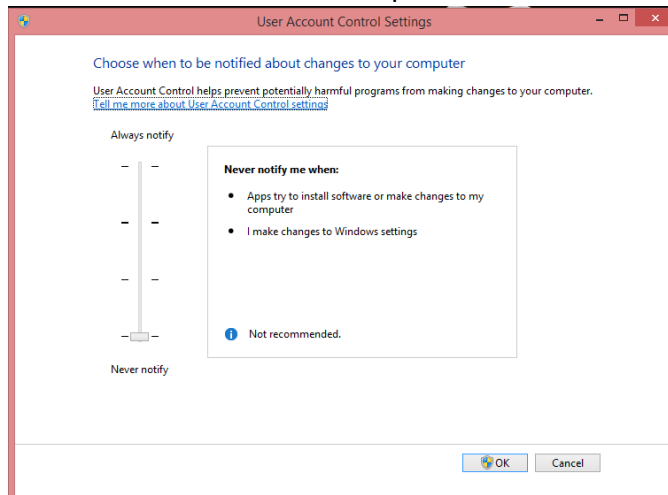 User Account Control Settings
Choose when to be notified about changes to your computer
User Account Control helps prevent potentially harmful programs from making changes to your computer.
Tell me more about User Account Control settings
Always notify
Never notify me when:
• Apps try to install software or make changes to my
computer
• I make changes to Windows settings
Not recommended.
Never notify
OK
Cancel